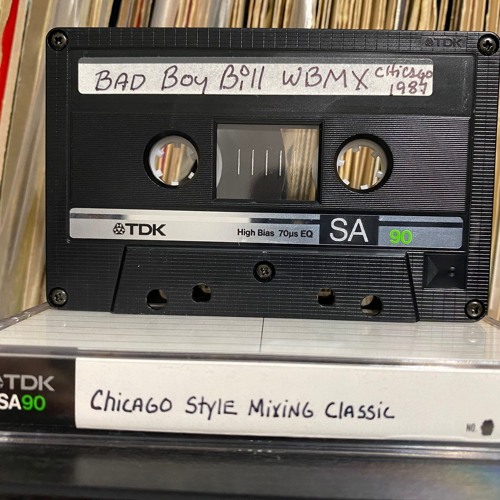 TDK
BAD Boy Bill WBMX Chicago
1987
TDK High Bias 70µs EQ SA 90
TDK
SA90
CHICAGO STYLE MIXING CLASSIC
NO.